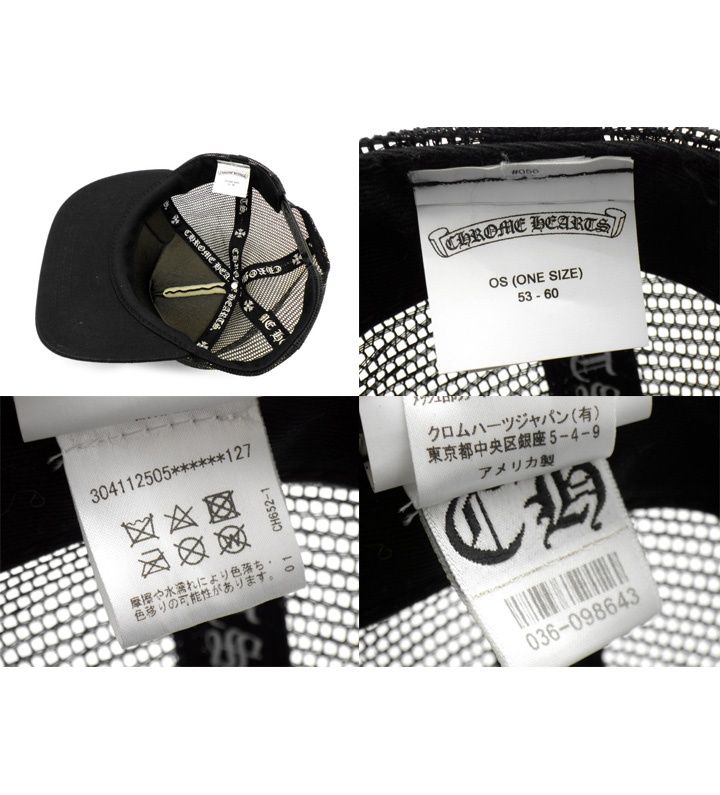 CHROME HEARTS
#056
CHROME HEARTS
OS (ONE SIZE)
53 - 60
304112505******127
CH652-1
01
摩擦や水濡れにより色落ち・
色移りの可能性があります。
クロムハーツジャパン(有)
東京都中央区銀座5-4-9
アメリカ製
CH
036-098643